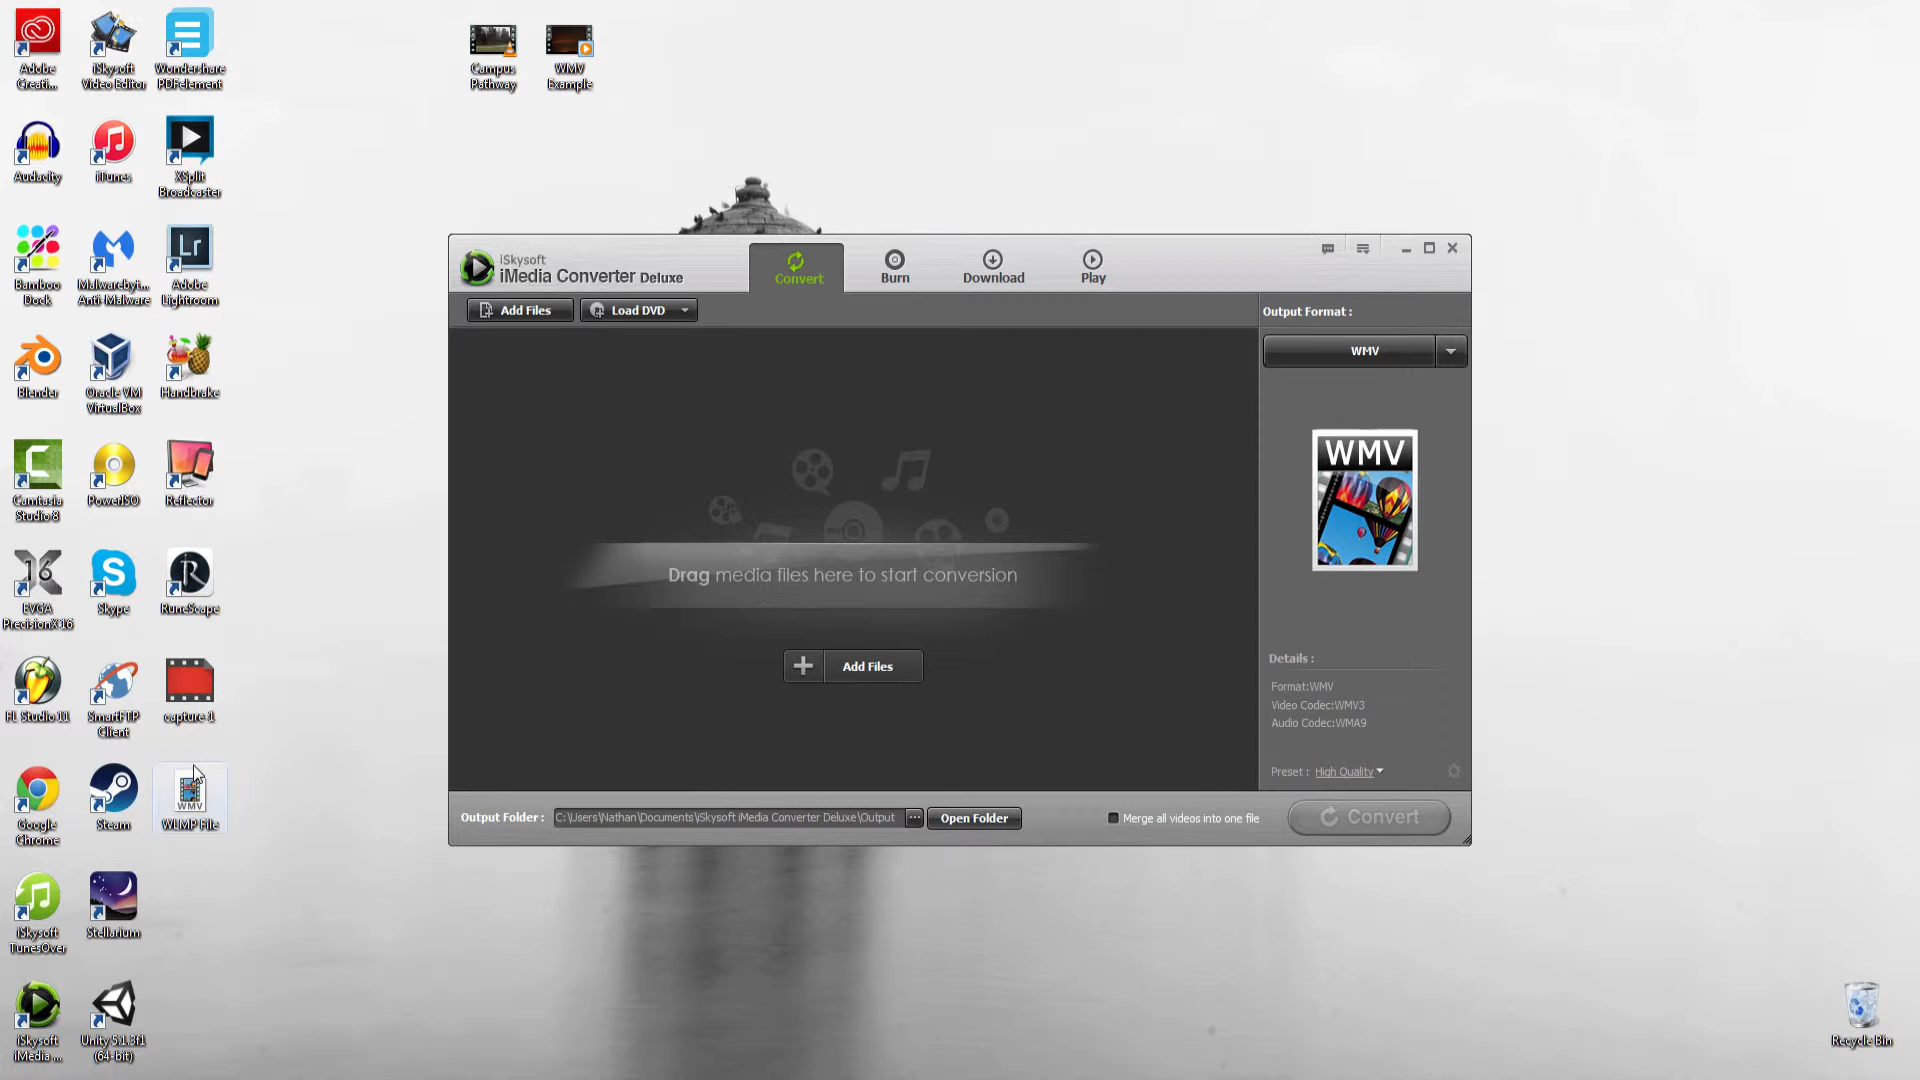 Adobe
Creati...
iSkysoft
Video Editor
Wondershare
PDFelement
Campus
Pathway
WMV
Example
Audacity
iTunes
XSplit
Broadcaster
Bamboo
Dock
Malwarebyt...
Anti-Malware
Lr
Adobe
Lightroom
Blender
Oracle VM
VirtualBox
Handbrake
Camtasia
Studio 8
PowerISO
Reflector
16
EVGA
PrecisionX 16
Skype
RuneScape
FL Studio 11
SmartFTP
Client
capture-1
Google
Chrome
Steam
WMV
WLMP File
iSkysoft
TunesOver
Stellarium
iSkysoft
iMedia ...
Unity 5.1.3f1
(64-bit)
Recycle Bin
iSkysoft
iMedia Converter Deluxe
Convert
Burn
Download
Play
Add Files
Load DVD
Output Format :
WMV
WMV
Drag media files here to start conversion
Add Files
Details :
Format:WMV
Video Codec:WMV3
Audio Codec:WMA9
Preset : High Quality
Output Folder : C:\Users\Nathan\Documents\iSkysoft iMedia Converter Deluxe\Output ... Open Folder
Merge all videos into one file
Convert